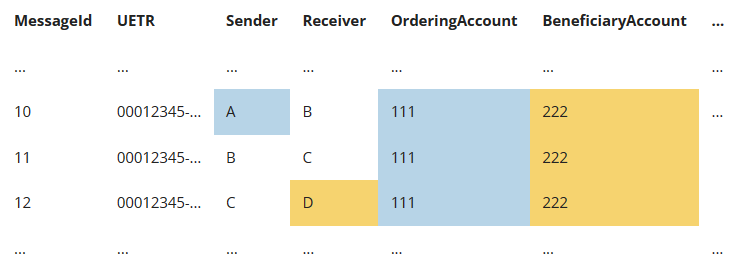 MessageId UETR Sender Receiver OrderingAccount BeneficiaryAccount ...
... ... ... ... ... ... ...
10 00012345-... A B 111 222 ...
11 00012345-... B C 111 222
12 00012345-... C D 111 222
... ... ... ... ... ... ...